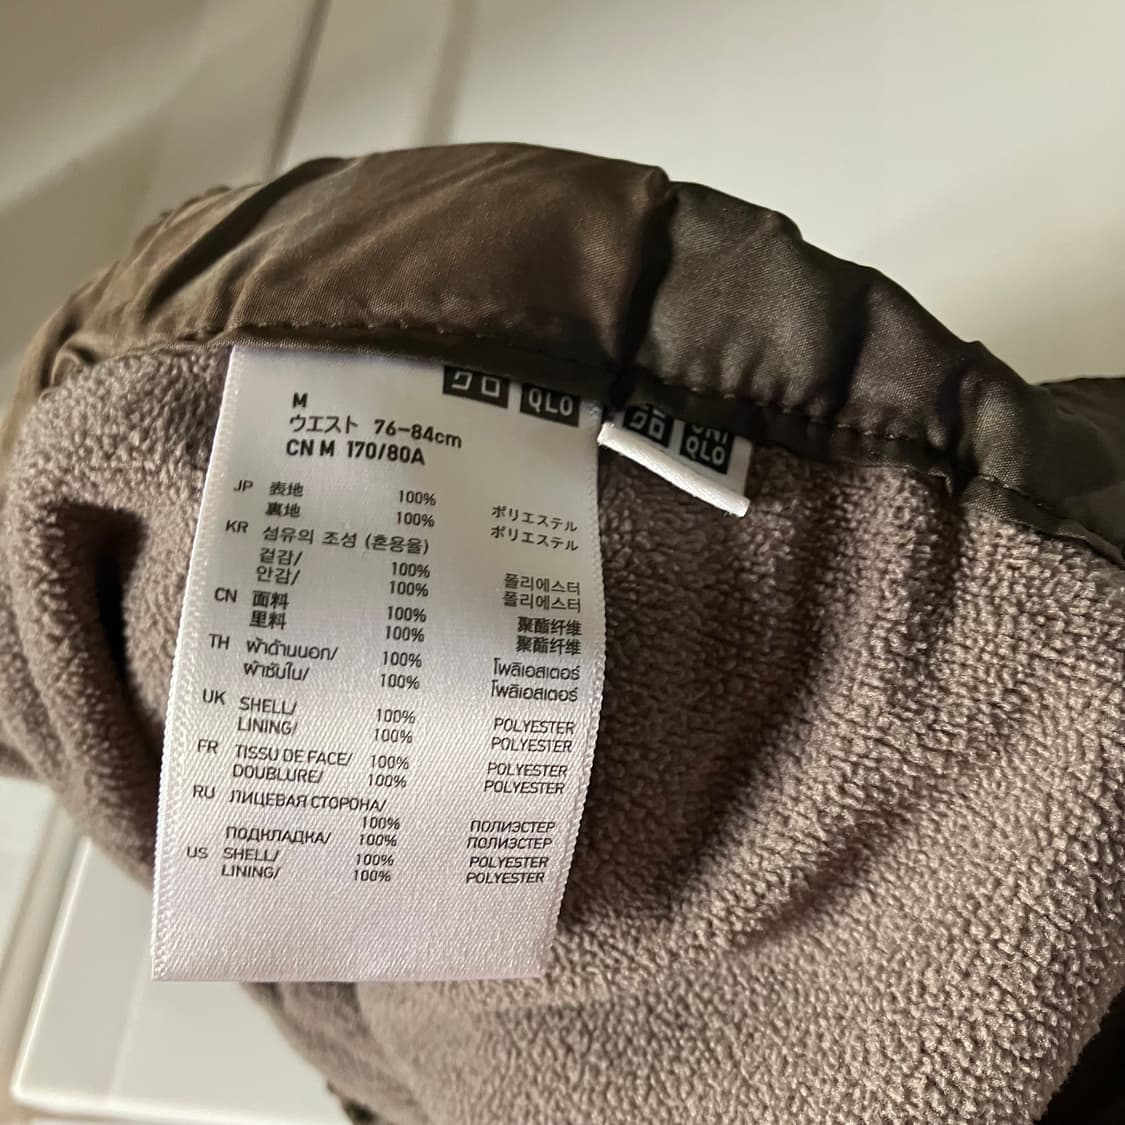 クロ QLO
M
ウエスト 76-84cm
CN M 170/80A
JP 表地 100% ポリエステル
裏地 100% ポリエステル
KR 섬유의 조성 (혼용율)
겉감/ 100% 폴리에스터
안감/ 100% 폴리에스터
CN 面料 100% 聚酯纤维
里料 100% 聚酯纤维
TH ผ้าด้านนอก/ 100% โพลิเอสเตอร์
ผ้าซับใน/ 100% โพลิเอสเตอร์
UK SHELL/ 100% POLYESTER
LINING/ 100% POLYESTER
FR TISSU DE FACE/ 100% POLYESTER
DOUBLURE/ 100% POLYESTER
RU ЛИЦЕВАЯ СТОРОНА/
100% ПОЛИЭСТЕР
ПОДКЛАДКА/ 100% ПОЛИЭСТЕР
US SHELL/ 100% POLYESTER
LINING/ 100% POLYESTER
クロ UNI
QLO